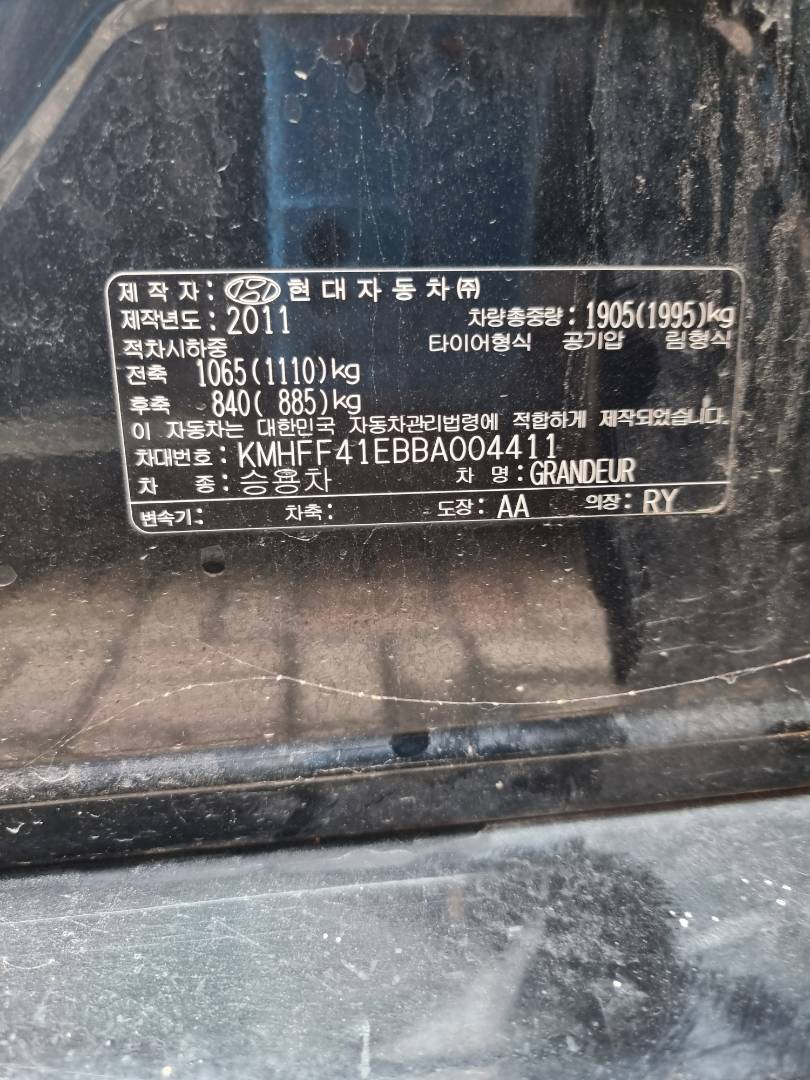 제 작 자 : 현대자동차㈜
제작년도 : 2011 차량총중량 : 1905(1995)kg
적차시하중 타이어형식 공기압 림형식
전축 1065(1110)kg
후축 840( 885)kg
이 자동차는 대한민국 자동차관리법령에 적합하게 제작되었습니다.
차대번호 : KMHFF41EBBA004411
차 종 : 승용차 차 명 : GRANDEUR
변속기 : 차축 : 도장 : AA 의장 : RY